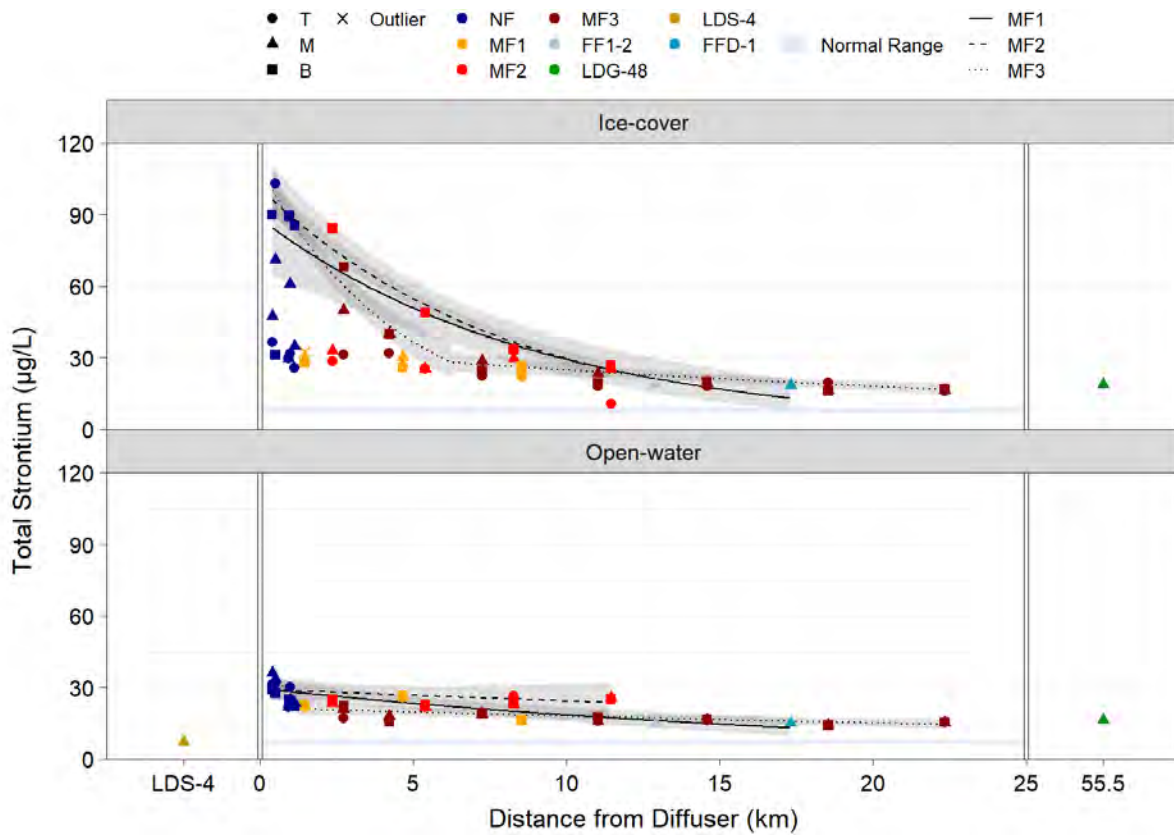 T Outlier NF MF3 LDS-4 MF1
M MF1 FF1-2 FFD-1 Normal Range MF2
B MF2 LDG-48 MF3
Ice-cover
120
90
60
30
0
Open-water
120
90
60
30
0
Total Strontium (µg/L)
LDS-4 0 5 10 15 20 25 55.5
Distance from Diffuser (km)